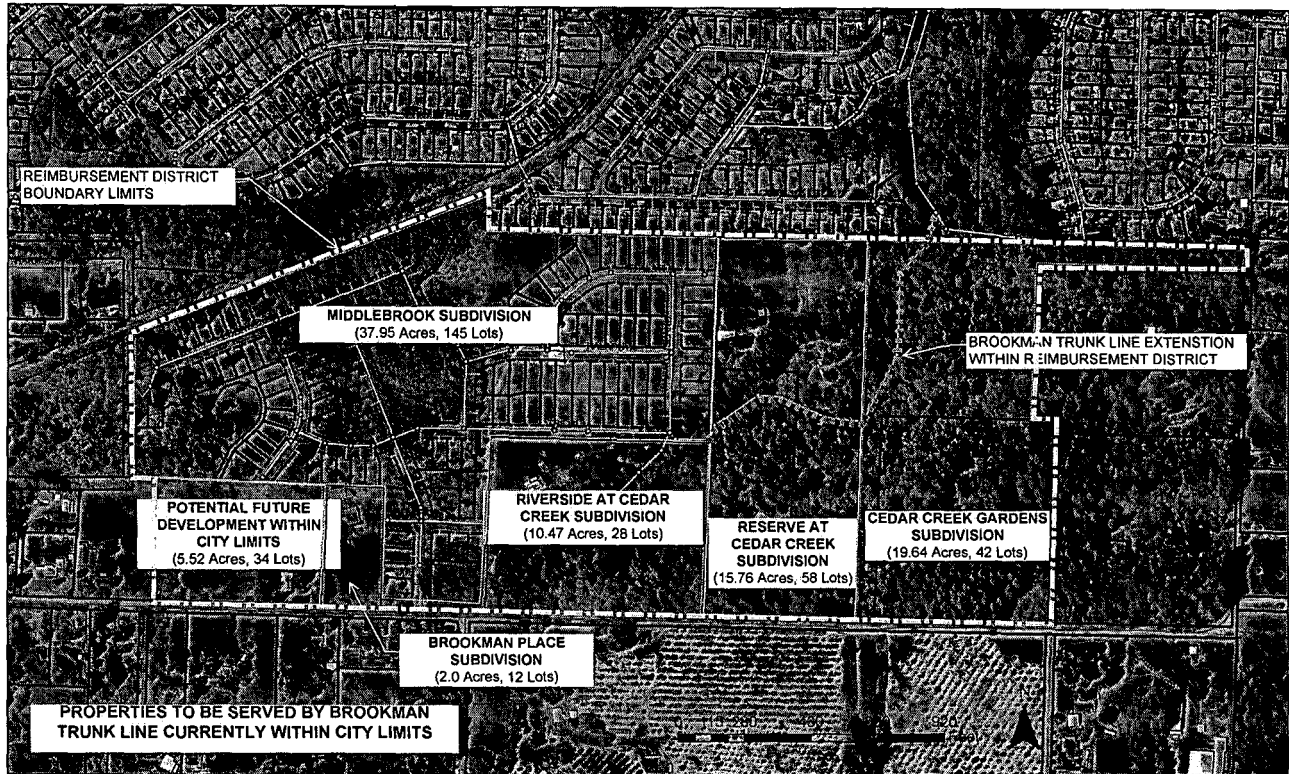 REIMBURSEMENT DISTRICT
BOUNDARY LIMITS
MIDDLEBROOK SUBDIVISION
(37.95 Acres, 145 Lots)
BROOKMAN TRUNK LINE EXTENSTION
WITHIN REIMBURSEMENT DISTRICT
POTENTIAL FUTURE
DEVELOPMENT WITHIN
CITY LIMITS
(5.52 Acres, 34 Lots)
RIVERSIDE AT CEDAR
CREEK SUBDIVISION
(10.47 Acres, 28 Lots)
RESERVE AT
CEDAR CREEK
SUBDIVISION
(15.76 Acres, 58 Lots)
CEDAR CREEK GARDENS
SUBDIVISION
(19.64 Acres, 42 Lots)
BROOKMAN PLACE
SUBDIVISION
(2.0 Acres, 12 Lots)
PROPERTIES TO BE SERVED BY BROOKMAN
TRUNK LINE CURRENTLY WITHIN CITY LIMITS